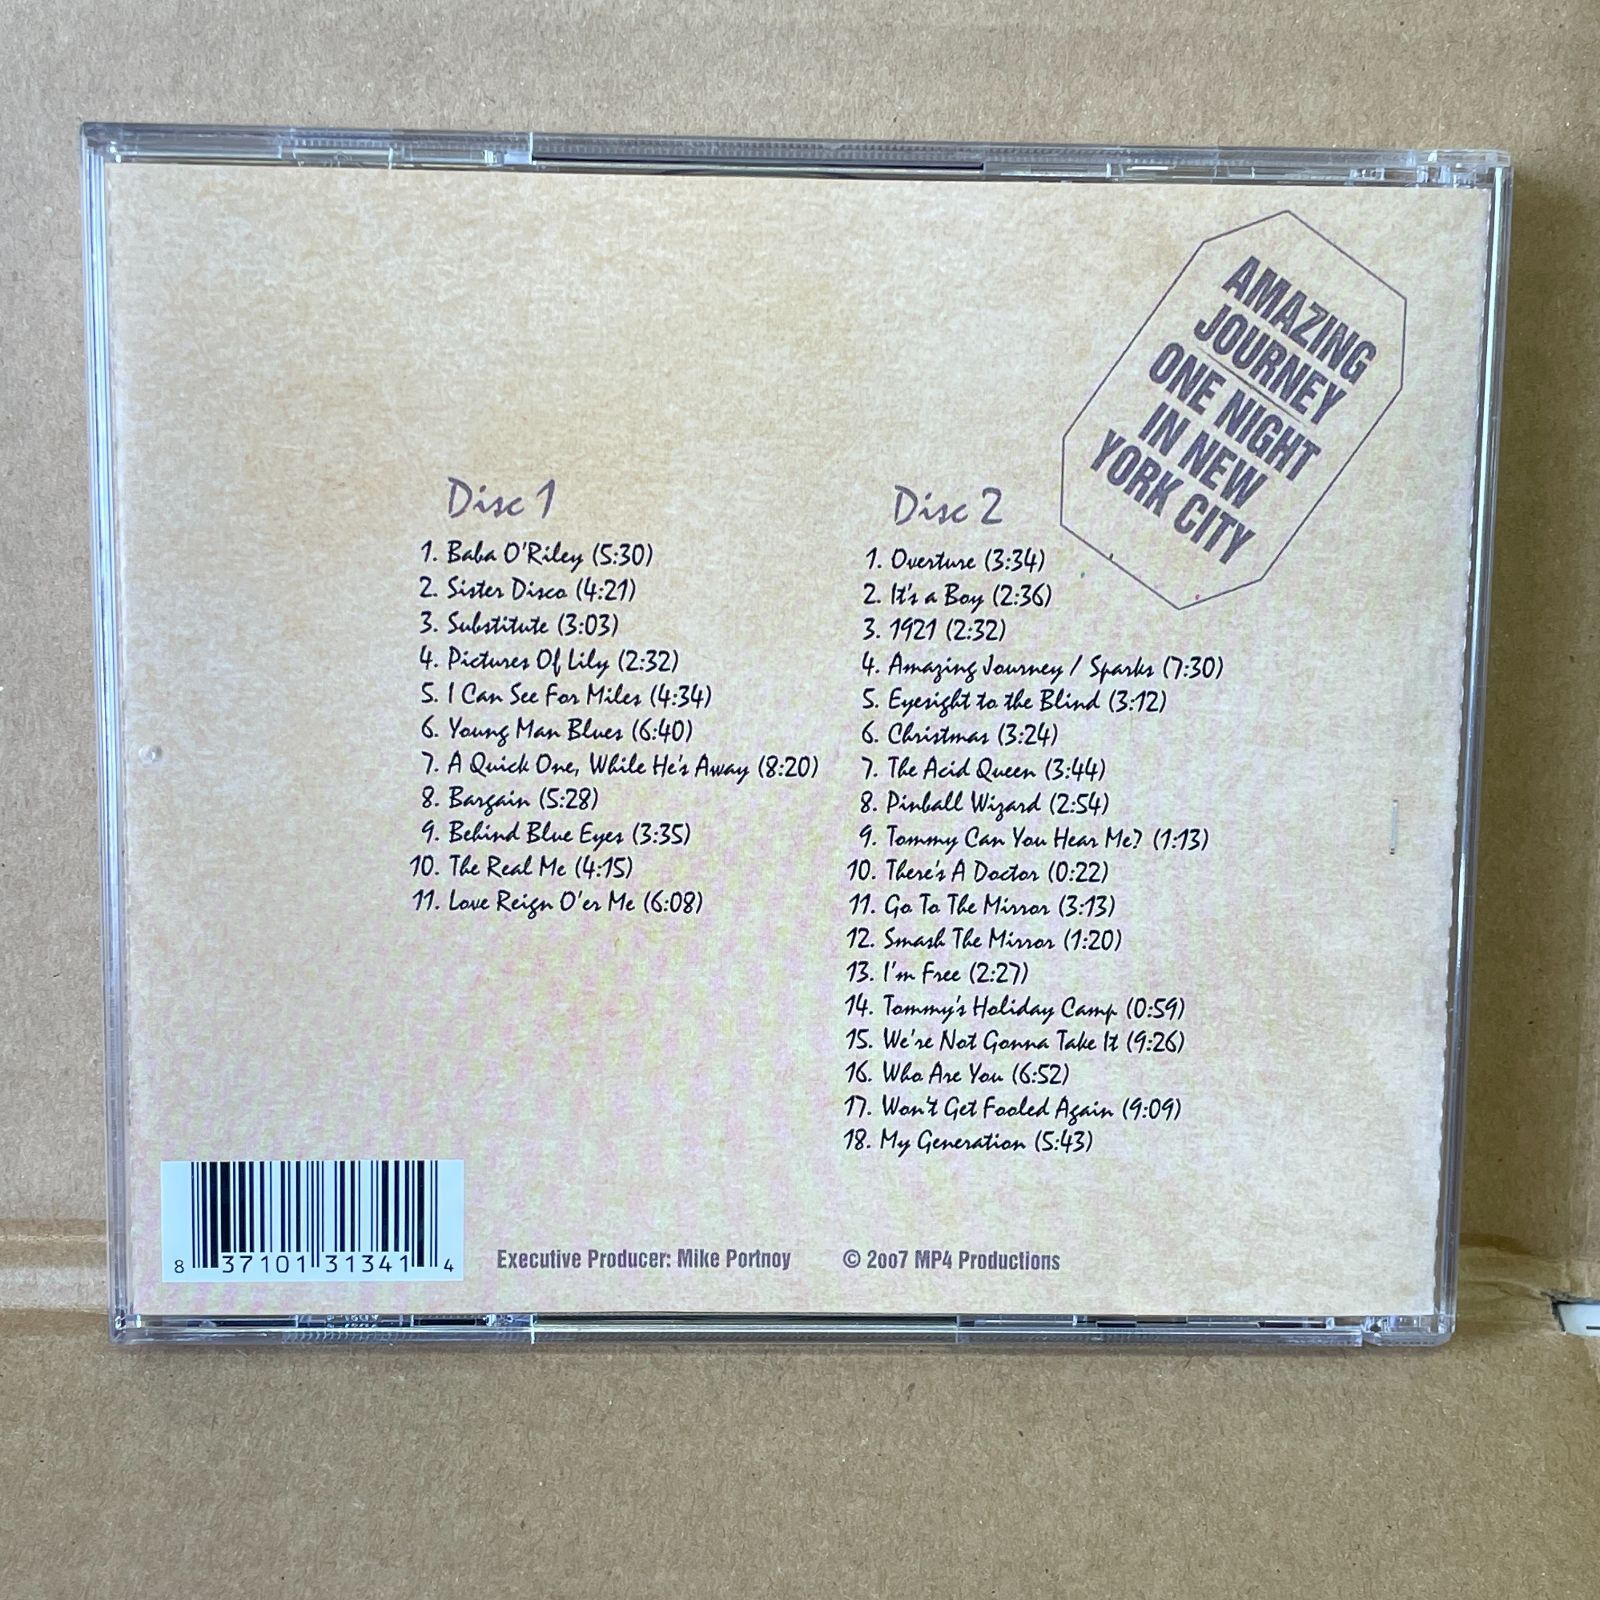 AMAZING
JOURNEY
ONE NIGHT
IN NEW
YORK CITY
Disc 1
1. Baba O'Riley (5:30)
2. Sister Disco (4:21)
3. Substitute (3:03)
4. Pictures Of Lily (2:32)
5. I Can See For Miles (4:34)
6. Young Man Blues (6:40)
7. A Quick One, While He's Away (8:20)
8. Bargain (5:28)
9. Behind Blue Eyes (3:35)
10. The Real Me (4:15)
11. Love Reign O'er Me (6:08)
Disc 2
1. Overture (3:34)
2. It's a Boy (2:36)
3. 1921 (2:32)
4. Amazing Journey / Sparks (7:30)
5. Eyesight to the Blind (3:12)
6. Christmas (3:24)
7. The Acid Queen (3:44)
8. Pinball Wizard (2:54)
9. Tommy Can You Hear Me? (1:13)
10. There's A Doctor (0:22)
11. Go To The Mirror (3:13)
12. Smash The Mirror (1:20)
13. I'm Free (2:27)
14. Tommy's Holiday Camp (0:59)
15. We're Not Gonna Take It (9:26)
16. Who Are You (6:52)
17. Won't Get Fooled Again (9:09)
18. My Generation (5:43)
8 37101 31341 4
Executive Producer: Mike Portnoy
© 2007 MP4 Productions